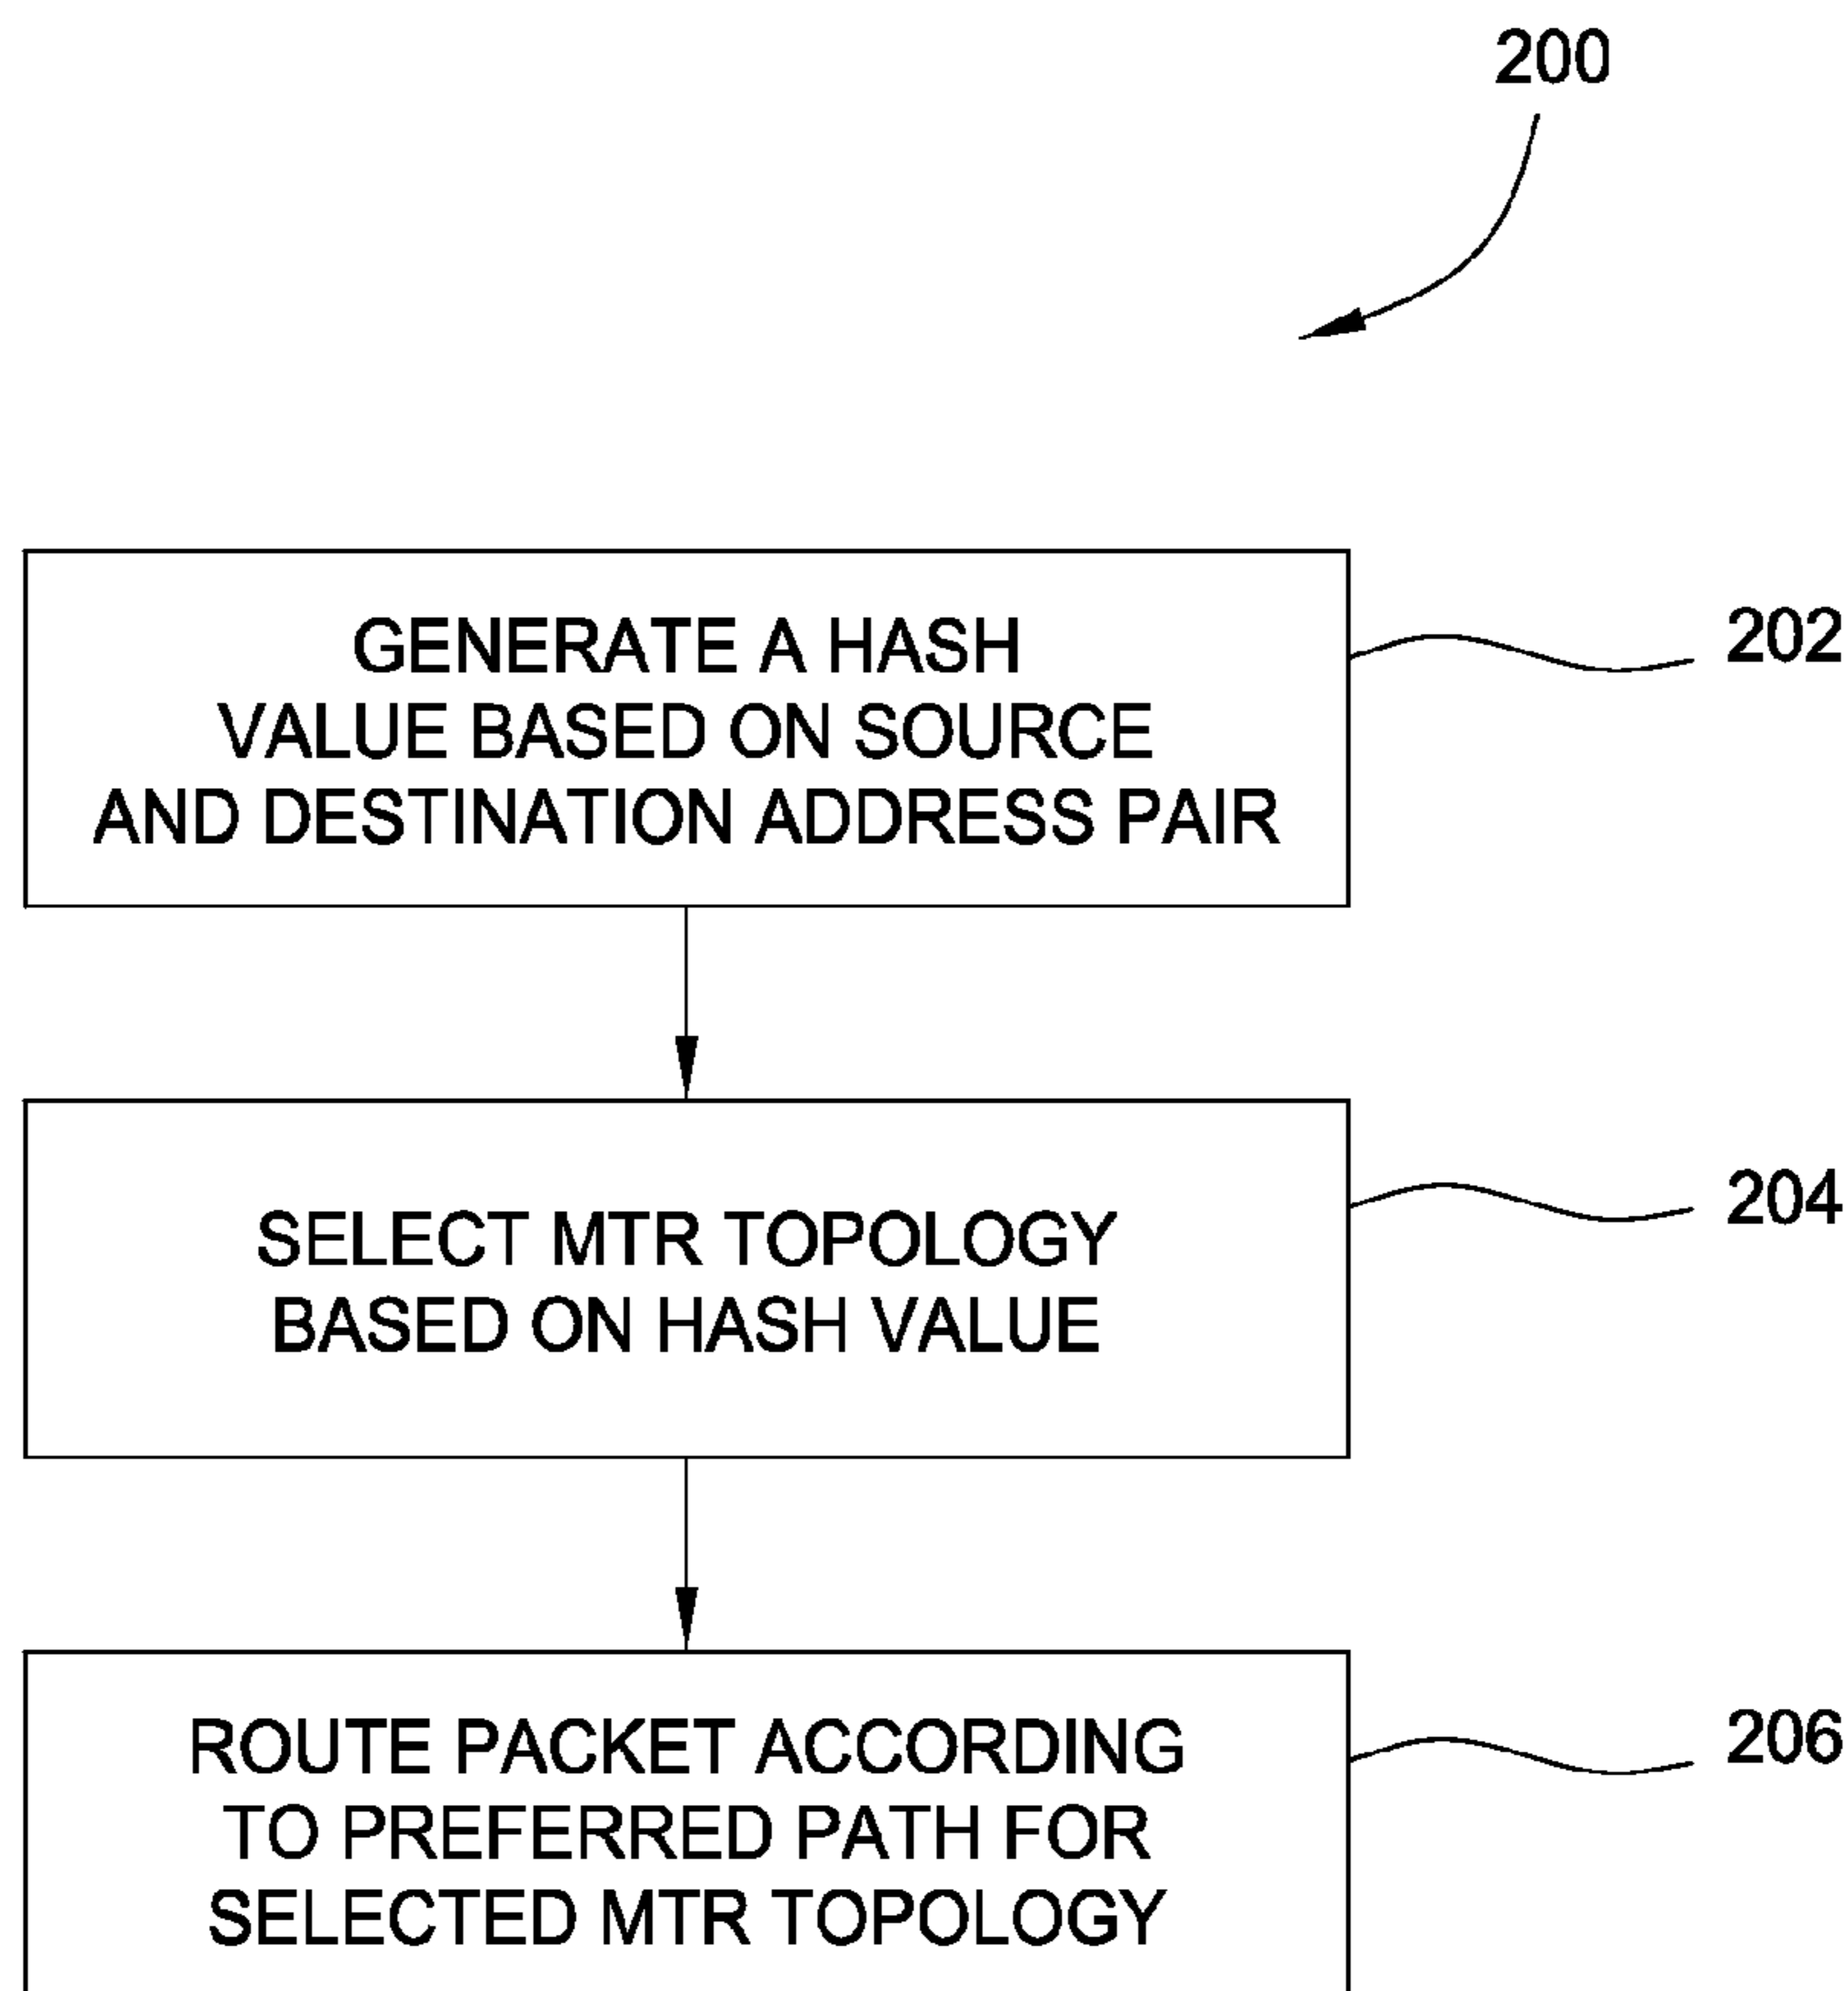 200
GENERATE A HASH
VALUE BASED ON SOURCE
AND DESTINATION ADDRESS PAIR
202
SELECT MTR TOPOLOGY
BASED ON HASH VALUE
204
ROUTE PACKET ACCORDING
TO PREFERRED PATH FOR
SELECTED MTR TOPOLOGY
206